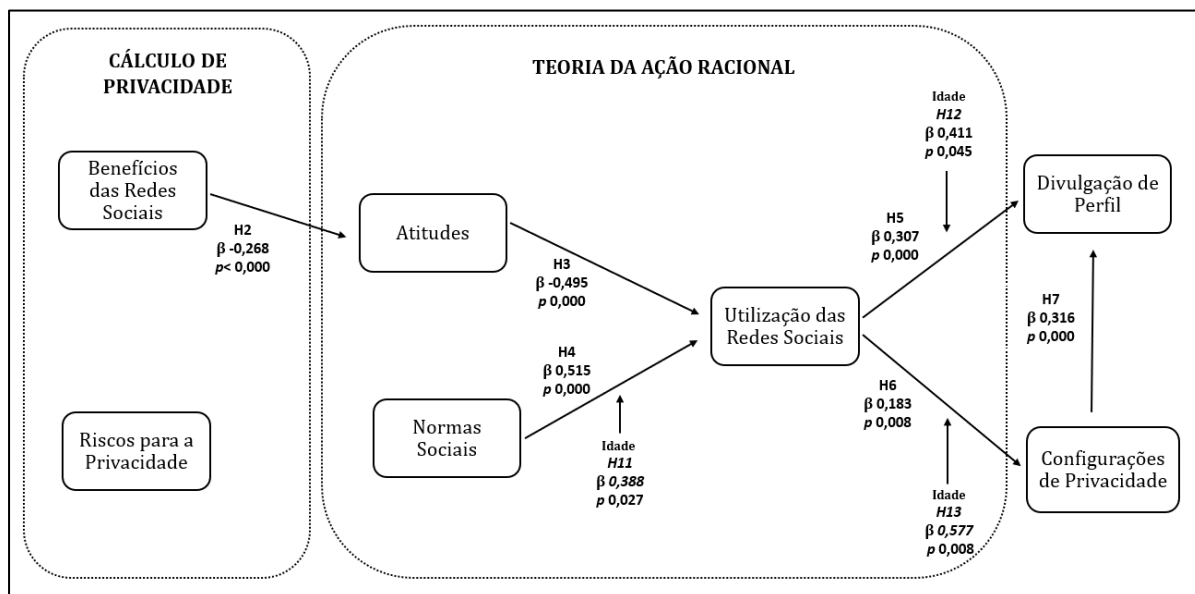 CÁLCULO DE
PRIVACIDADE
TEORIA DA AÇÃO RACIONAL
Benefícios
das Redes
Sociais
H2
β -0,268
p< 0,000
Riscos para a
Privacidade
Atitudes
H3
β -0,495
p 0,000
H4
β 0,515
p 0,000
Normas
Sociais
Idade
H11
β 0,388
p 0,027
Utilização das
Redes Sociais
Idade
H12
β 0,411
p 0,045
H5
β 0,307
p 0,000
H6
β 0,183
p 0,008
Idade
H13
β 0,577
p 0,008
Divulgação de
Perfil
H7
β 0,316
p 0,000
Configurações
de Privacidade